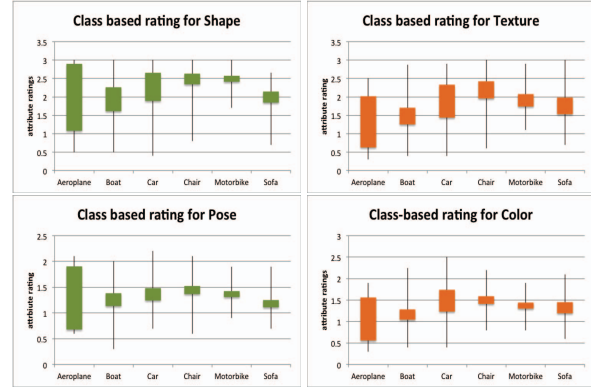 Class based rating for Shape
attribute ratings
3.5
3
2.5
2
1.5
1
0.5
0
Aeroplane Boat Car Chair Motorbike Sofa
Class based rating for Texture
attribute ratings
3.5
3
2.5
2
1.5
1
0.5
0
Aeroplane Boat Car Chair Motorbike Sofa
Class based rating for Pose
attrbiute rating
2.5
2
1.5
1
0.5
0
Aeroplane Boat Car Chair Motorbike Sofa
Class-based rating for Color
attribute ratings
3
2.5
2
1.5
1
0.5
0
Aeroplane Boat Car Chair Motorbike Sofa